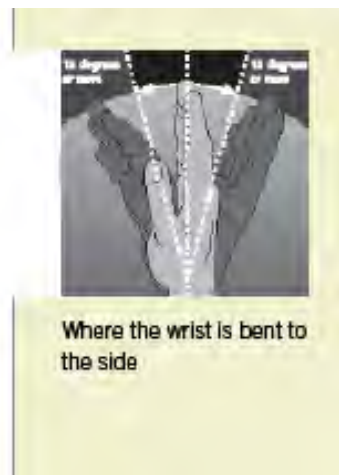 15 degrees 15 degrees
or more or more
Where the wrist is bent to
the side